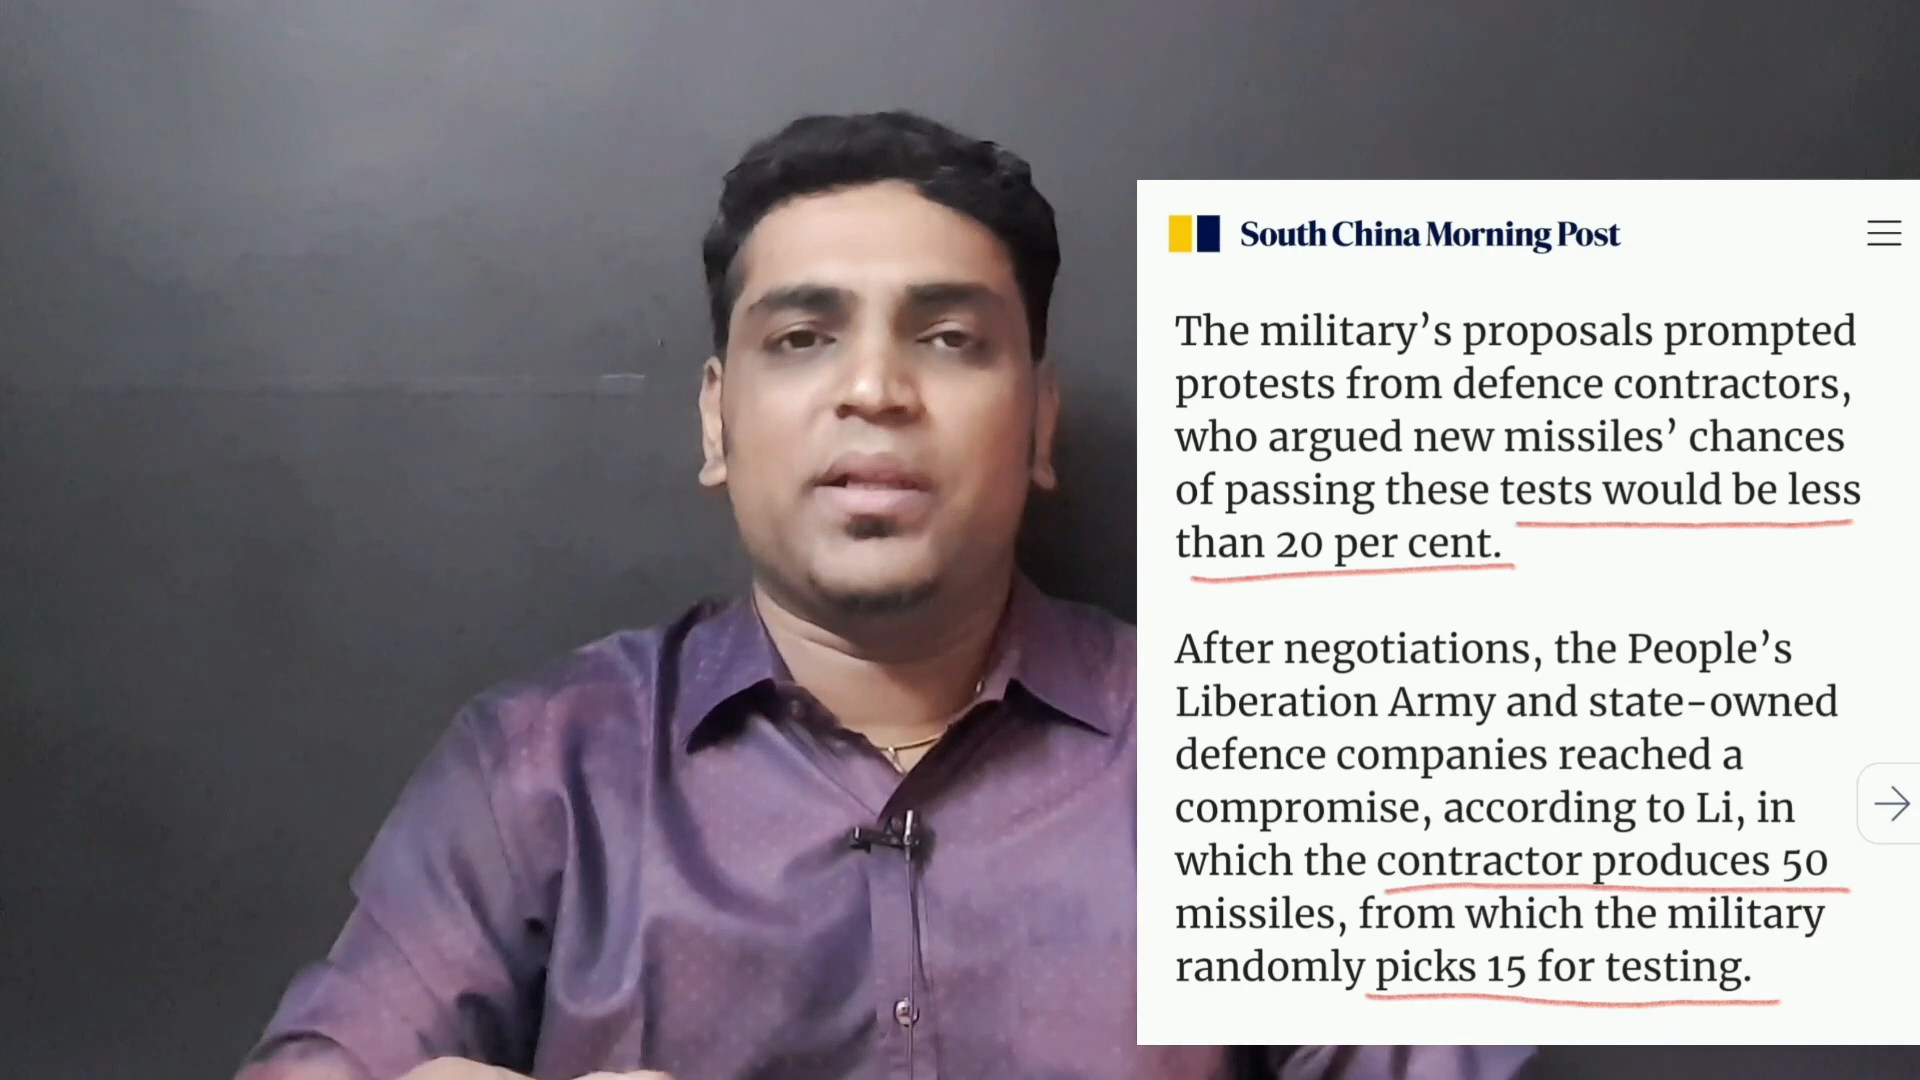 South China Morning Post
The military’s proposals prompted
protests from defence contractors,
who argued new missiles’ chances
of passing these tests would be less
than 20 per cent.
After negotiations, the People’s
Liberation Army and state-owned
defence companies reached a
compromise, according to Li, in
which the contractor produces 50
missiles, from which the military
randomly picks 15 for testing.